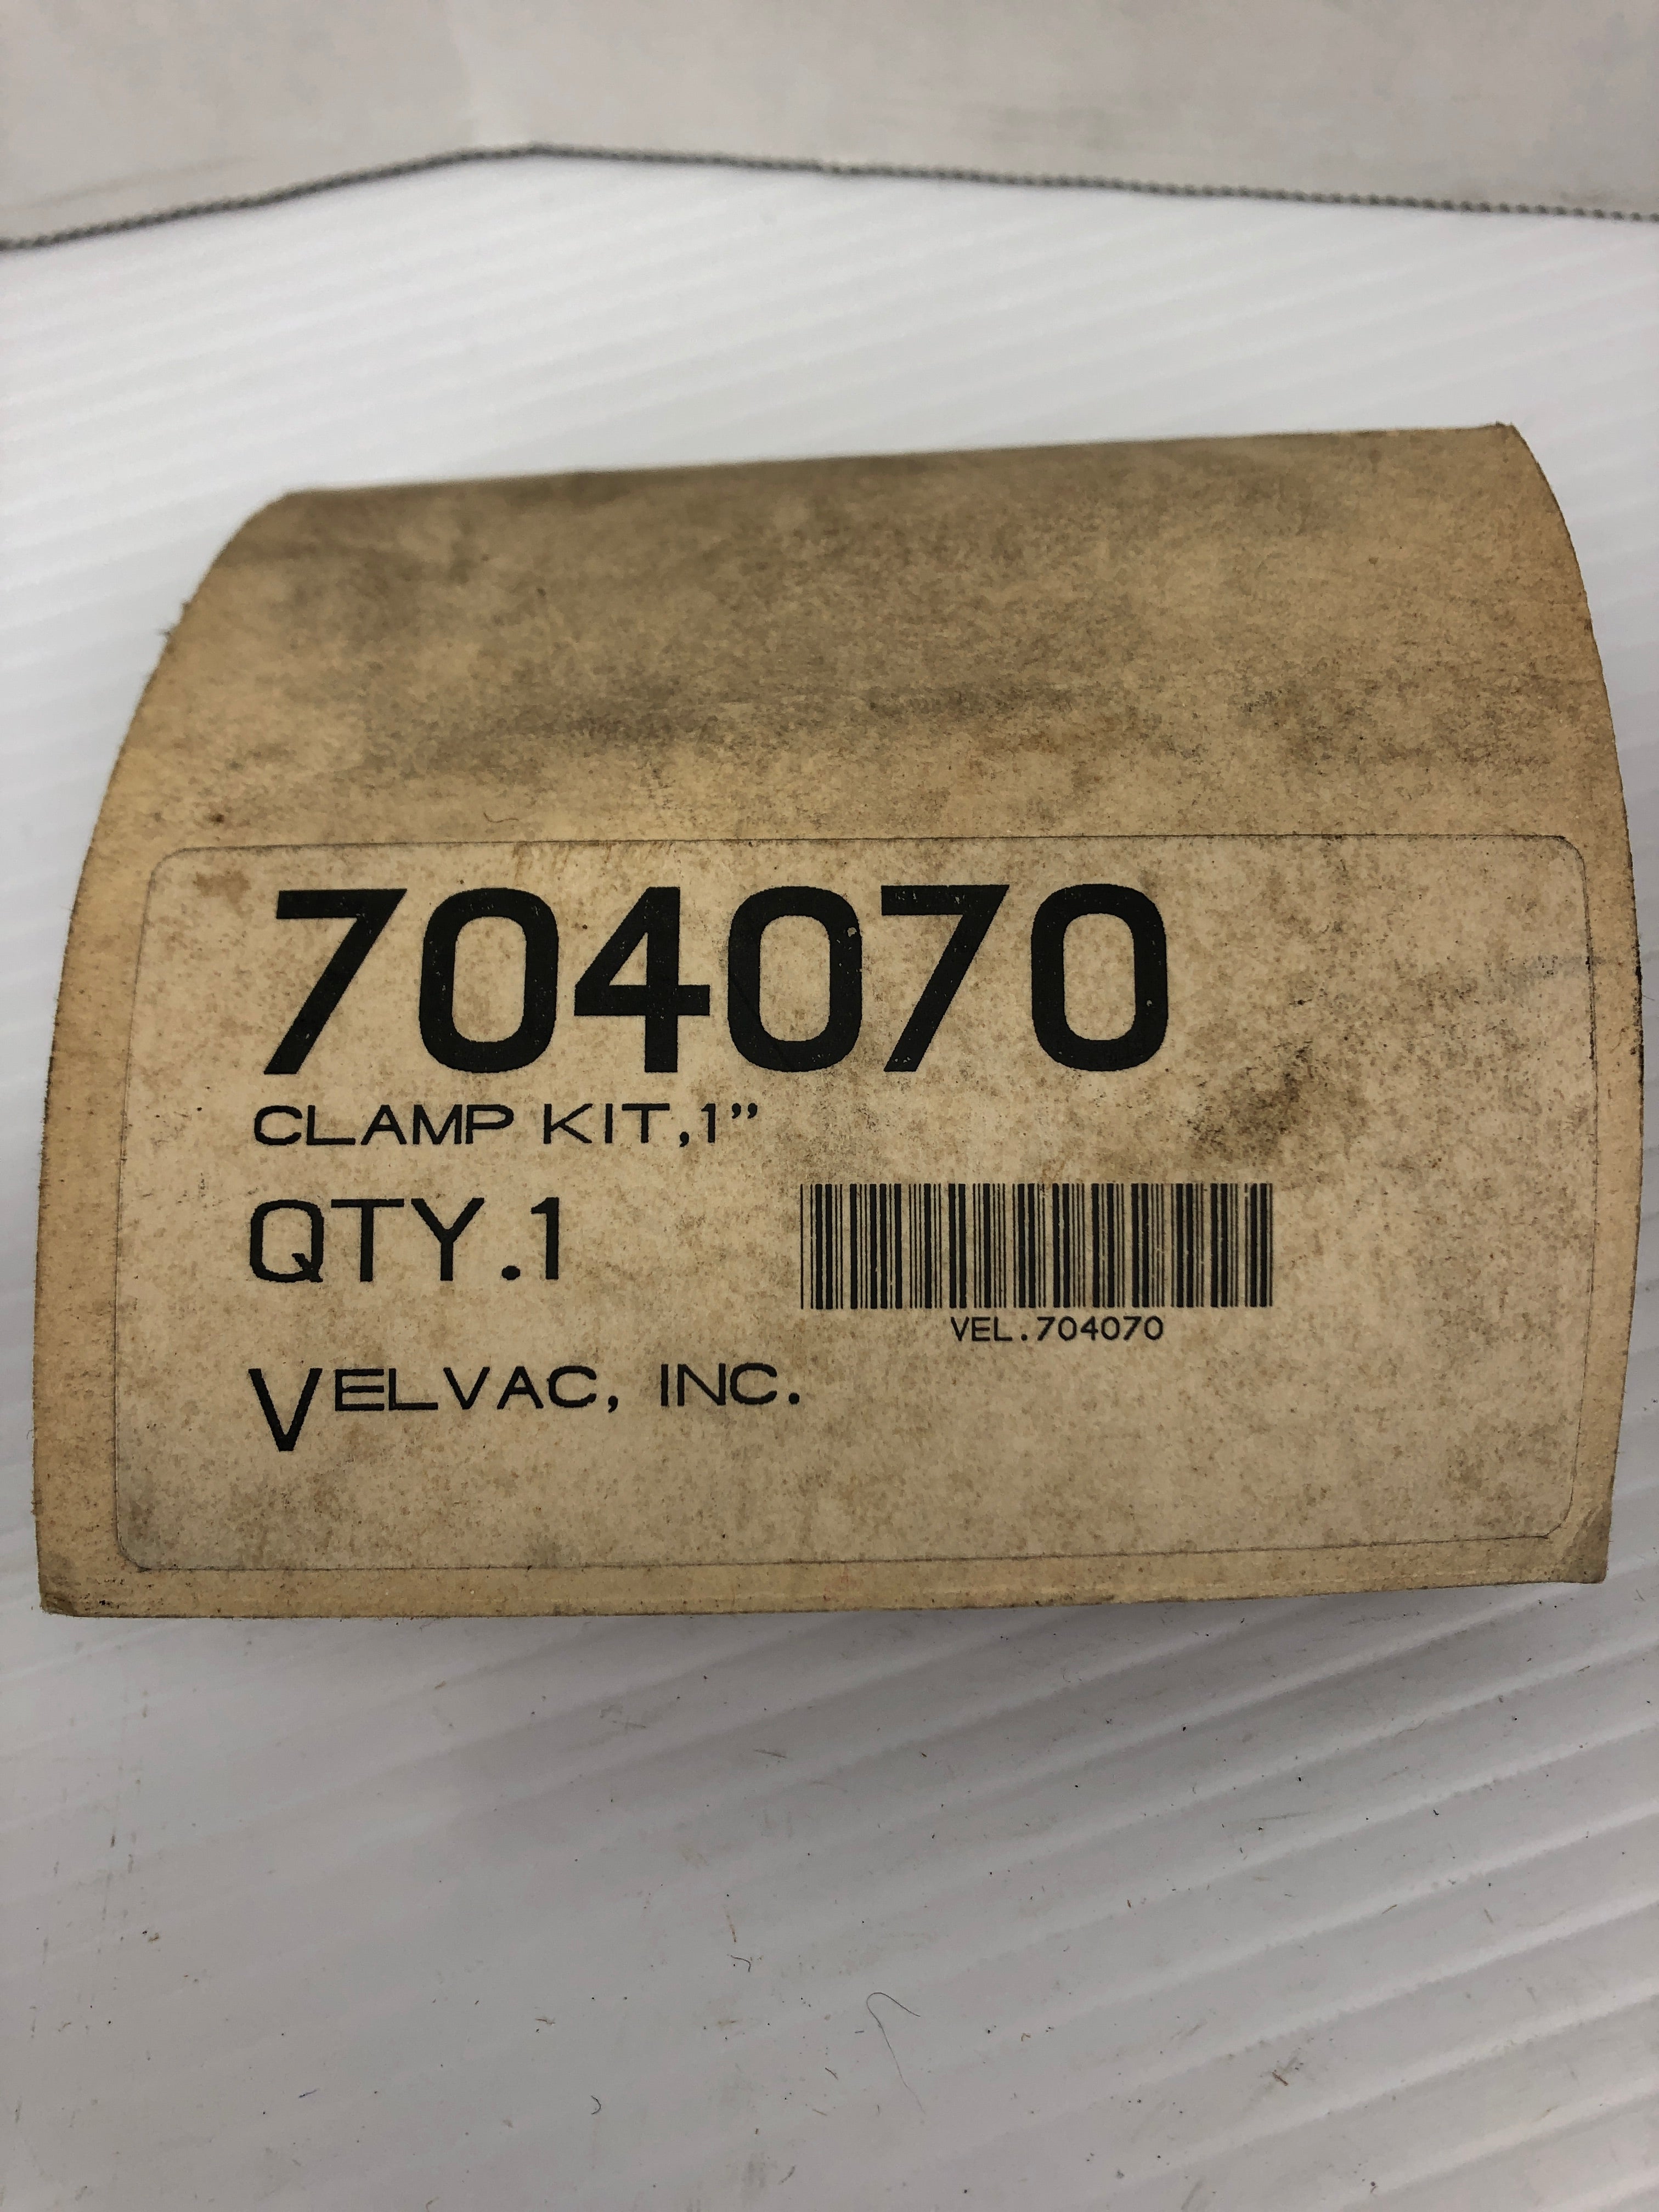 704070
CLAMP KIT,1”
QTY.1
VEL.704070
VELVAC, INC.